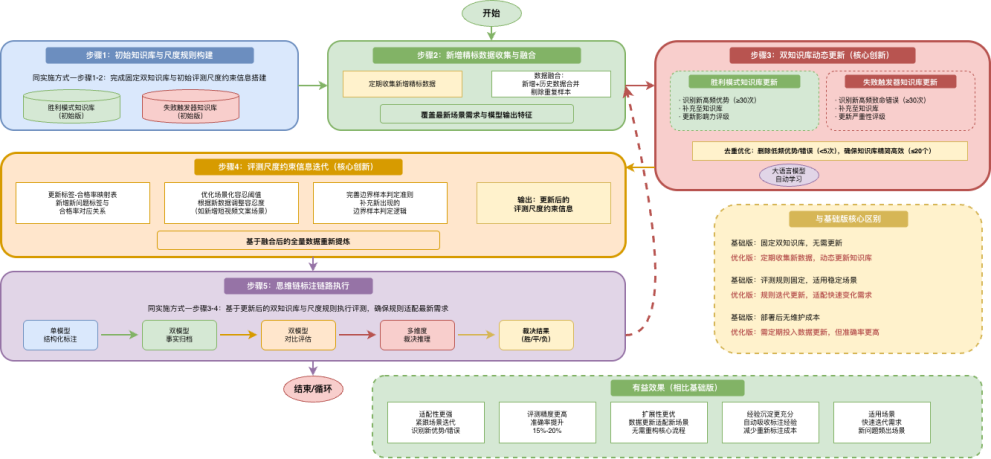 开始
步骤1：初始知识库与尺度规则构建
同实施方式一步骤1-2：完成固定双知识库与初始评测尺度约束信息搭建
胜利模式知识库
(初始版)
失败触发器知识库
(初始版)
步骤2：新增精标数据收集与融合
定期收集新增精标数据
数据融合：
新增+历史数据合并
剔除重复样本
覆盖最新场景需求与模型输出特征
步骤3：双知识库动态更新（核心创新）
胜利模式知识库更新
· 识别新高频优势（≥30次）
· 补充至知识库
· 更新影响力评级
失败触发器知识库更新
· 识别新高频致命错误（≥30次）
· 补充至知识库
· 更新严重性评级
去重优化：删除低频优势/错误（<5次），确保知识库精简高效（≤20个）
大语言模型
自动学习
步骤4：评测尺度约束信息迭代（核心创新）
更新标签-合格率映射表
新增新问题标签与
合格率对应关系
优化场景化容忍阈值
根据新数据调整容忍度
（如新增短视频文案场景）
完善边界样本判定准则
补充新出现的
边界样本判定逻辑
输出：更新后的
评测尺度约束信息
基于融合后的全量数据重新提炼
与基础版核心区别
基础版：固定双知识库，无需更新
优化版：定期收集新数据，动态更新知识库
基础版：评测规则固定，适用稳定场景
优化版：规则迭代更新，适配快速变化需求
基础版：部署后无维护成本
优化版：需定期投入数据更新，但准确率更高
步骤5：思维链标注链路执行
同实施方式一步骤3-4：基于更新后的双知识库与尺度规则执行评测，确保规则适配最新需求
单模型
结构化标注
双模型
事实归档
双模型
对比评估
多维度
裁决推理
裁决结果
(胜/平/负)
结束/循环
有益效果（相比基础版）
适配性更强
紧跟场景迭代
识别新优势/错误
评测精度更高
准确率提升
15%-20%
扩展性更优
数据更新适配新场景
无需重构核心流程
经验沉淀更充分
自动吸收标注经验
减少重新标注成本
适用场景
快速迭代需求
新问题频出场景